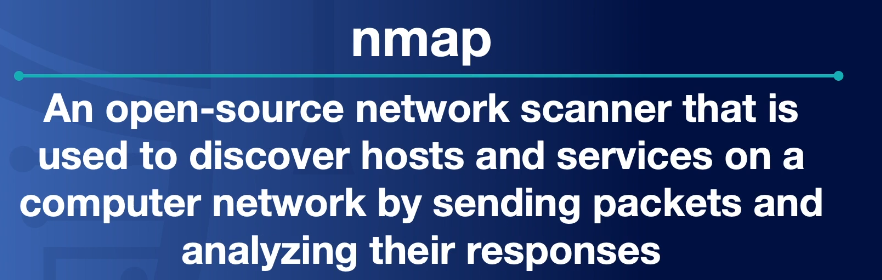 nmap
An open-source network scanner that is
used to discover hosts and services on a
computer network by sending packets and
analyzing their responses